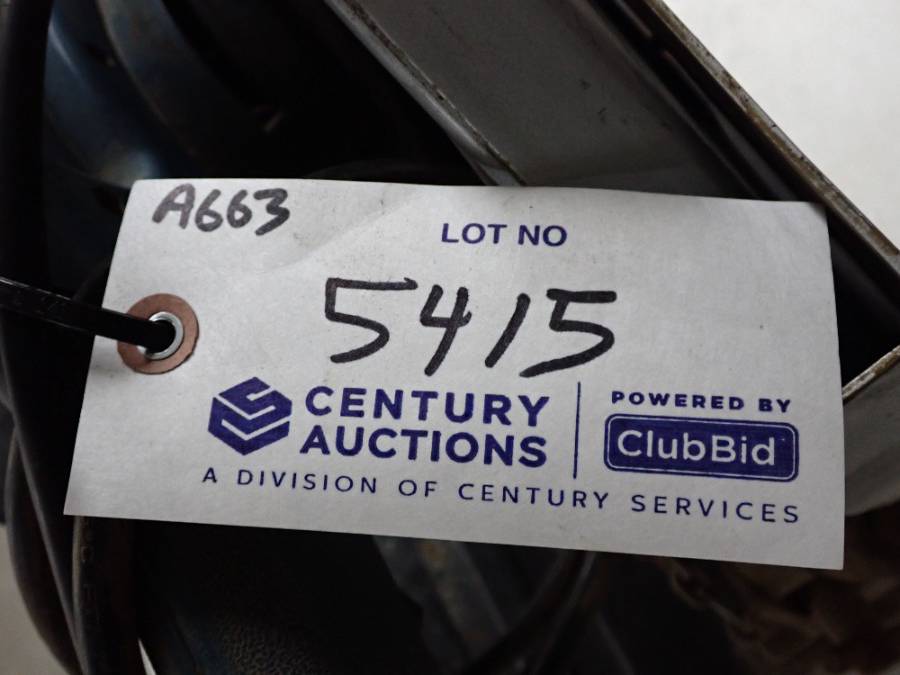 A663
LOT NO
5415
CENTURY
AUCTIONS
POWERED BY
ClubBid
A DIVISION OF CENTURY SERVICES